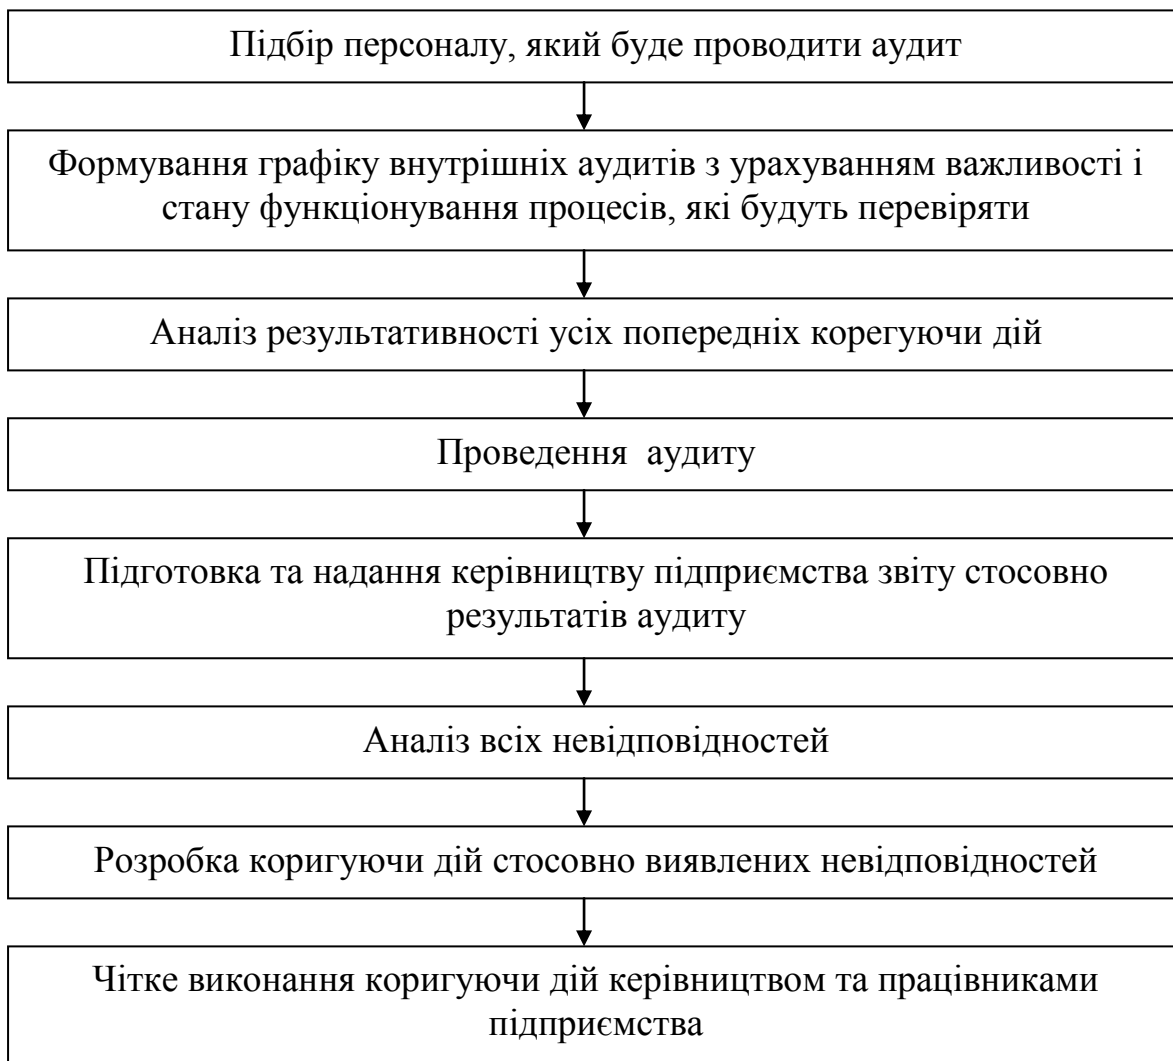 Підбір персоналу, який буде проводити аудит
Формування графіку внутрішніх аудитів з урахуванням важливості і
стану функціонування процесів, які будуть перевіряти
Аналіз результативності усіх попередніх корегуючи дій
Проведення  аудиту
Підготовка та надання керівництву підприємства звіту стосовно
результатів аудиту
Аналіз всіх невідповідностей
Розробка коригуючи дій стосовно виявлених невідповідностей
Чітке виконання коригуючи дій керівництвом та працівниками
підприємства